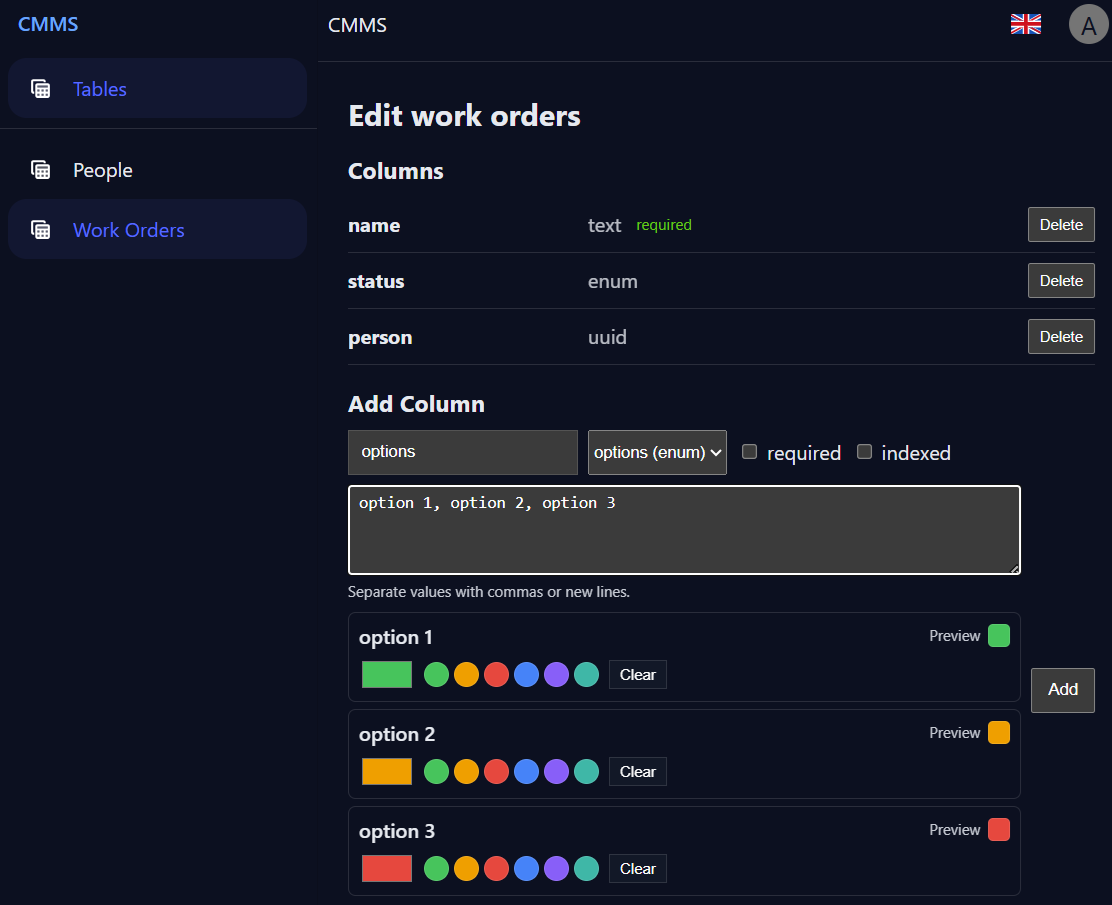 CMMS
CMMS
A
Tables
People
Work Orders
Edit work orders
Columns
name text required Delete
status enum Delete
person uuid Delete
Add Column
options options (enum) required indexed
option 1, option 2, option 3
Separate values with commas or new lines.
option 1 Preview
Clear
Add
option 2 Preview
Clear
option 3 Preview
Clear